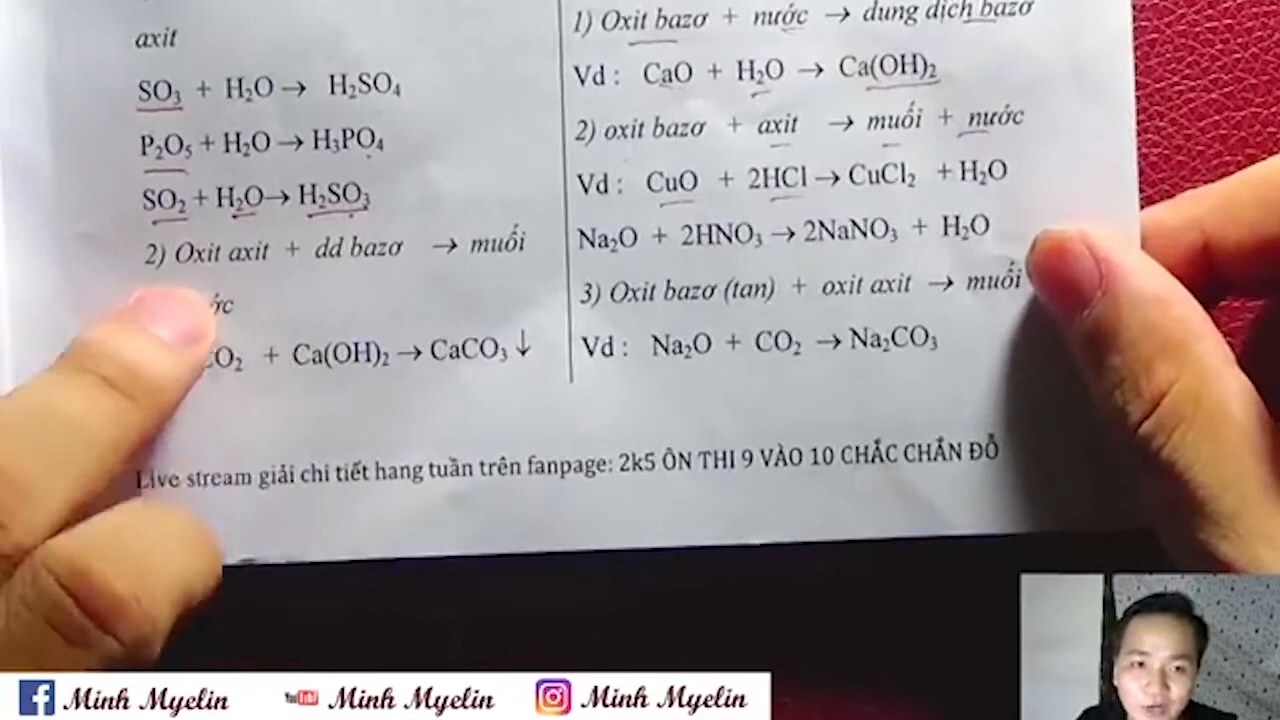 axit
SO₃ + H₂O → H₂SO₄
P₂O₅ + H₂O → H₃PO₄
SO₂ + H₂O → H₂SO₃
2) Oxit axit + dd bazơ → muối
CO₂ + Ca(OH)₂ → CaCO₃ ↓
1) Oxit bazơ + nước → dung dịch bazơ
Vd : CaO + H₂O → Ca(OH)₂
2) oxit bazơ + axit → muối + nước
Vd : CuO + 2HCl → CuCl₂ + H₂O
Na₂O + 2HNO₃ → 2NaNO₃ + H₂O
3) Oxit bazơ (tan) + oxit axit → muối
Vd : Na₂O + CO₂ → Na₂CO₃
Live stream giải chi tiết hang tuần trên fanpage: 2k5 ÔN THI 9 VÀO 10 CHẮC CHẮN ĐỖ
Minh Myelin Minh Myelin Minh Myelin